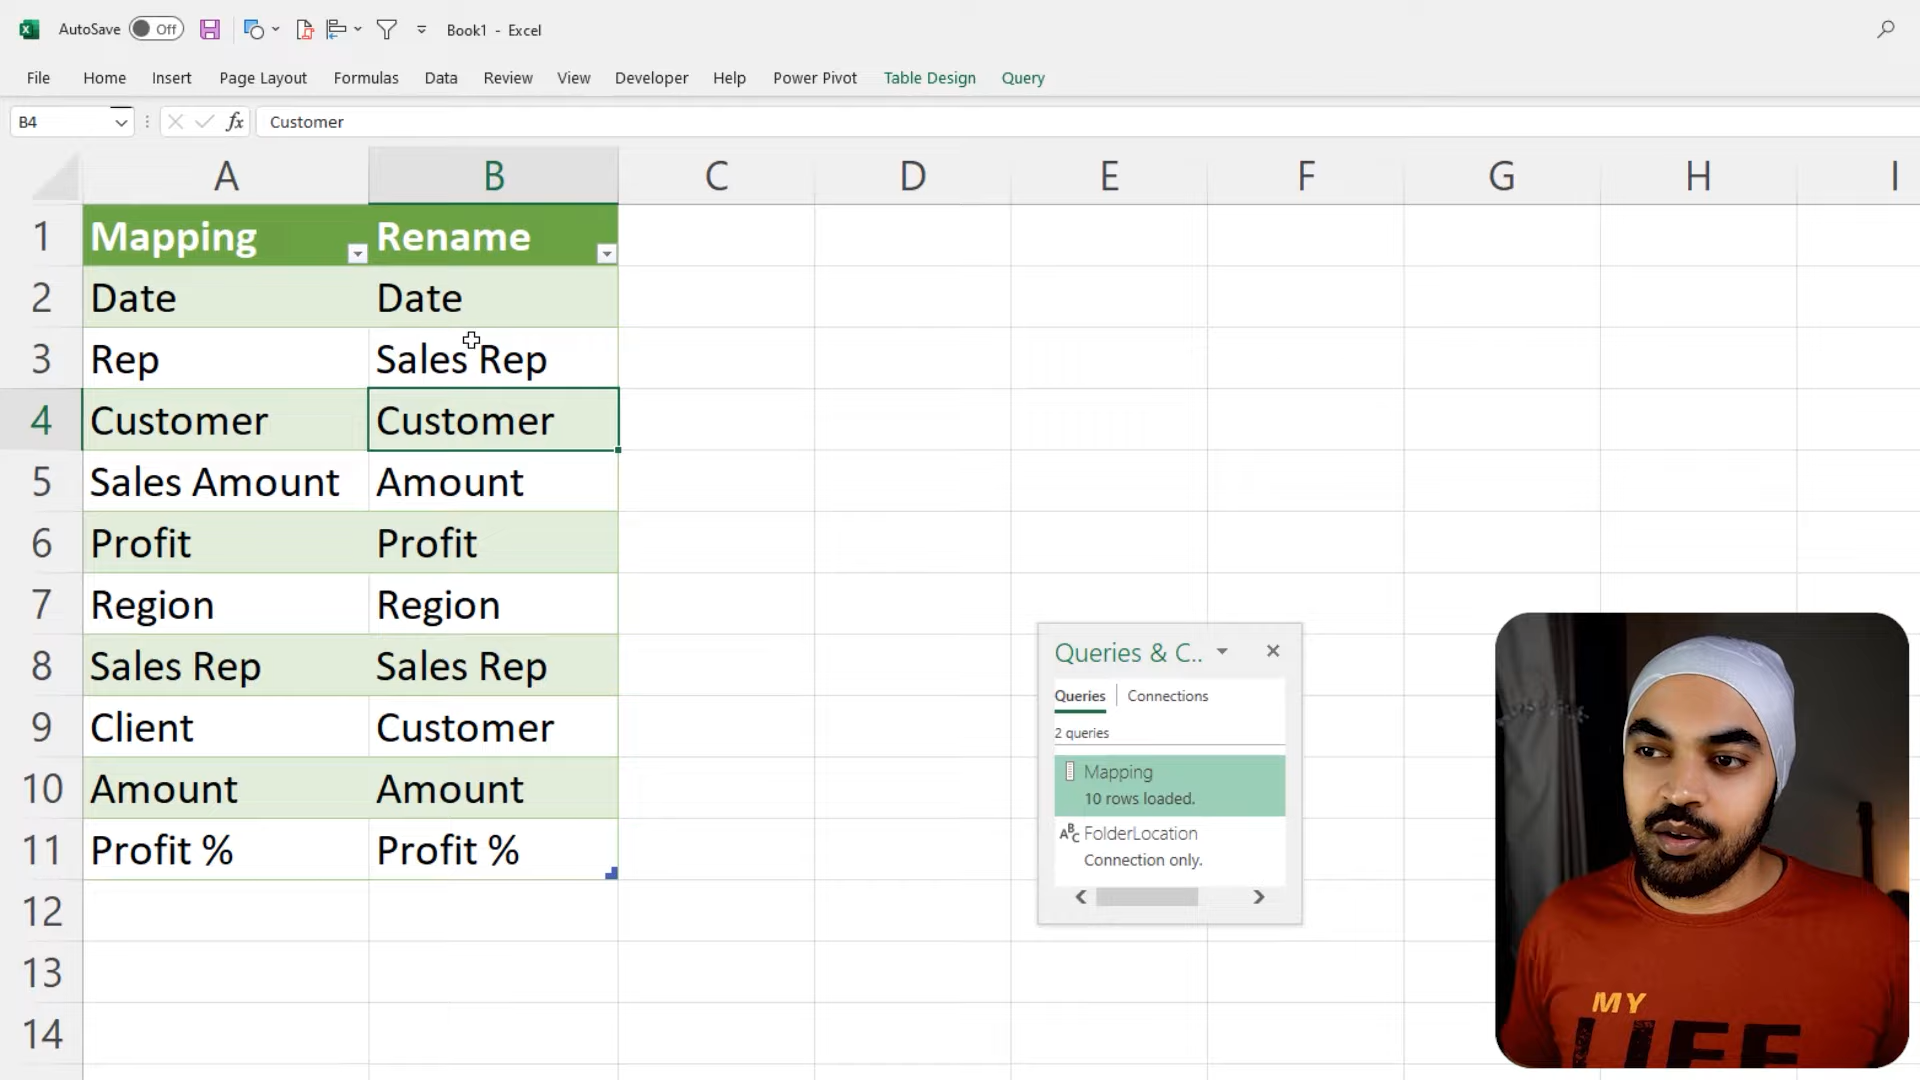 AutoSave Off Book1 - Excel
File Home Insert Page Layout Formulas Data Review View Developer Help Power Pivot Table Design Query
B4 fx Customer
A B C D E F G H I
1 Mapping Rename
2 Date Date
3 Rep Sales Rep
4 Customer Customer
5 Sales Amount Amount
6 Profit Profit
7 Region Region
8 Sales Rep Sales Rep
9 Client Customer
10 Amount Amount
11 Profit % Profit %
12
13
14
Queries & C..
Queries Connections
2 queries
Mapping
10 rows loaded.
ABC FolderLocation
Connection only.
MY
LIFE